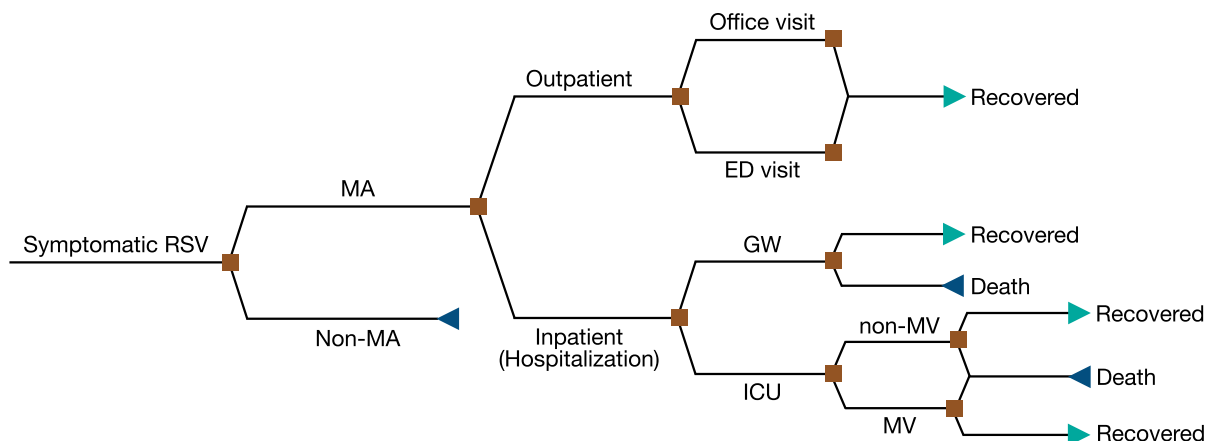 Office visit
Outpatient
Recovered
ED visit
MA
Symptomatic RSV
Non-MA
GW
Recovered
Death
Inpatient
(Hospitalization)
ICU
non-MV
Recovered
Death
MV
Recovered